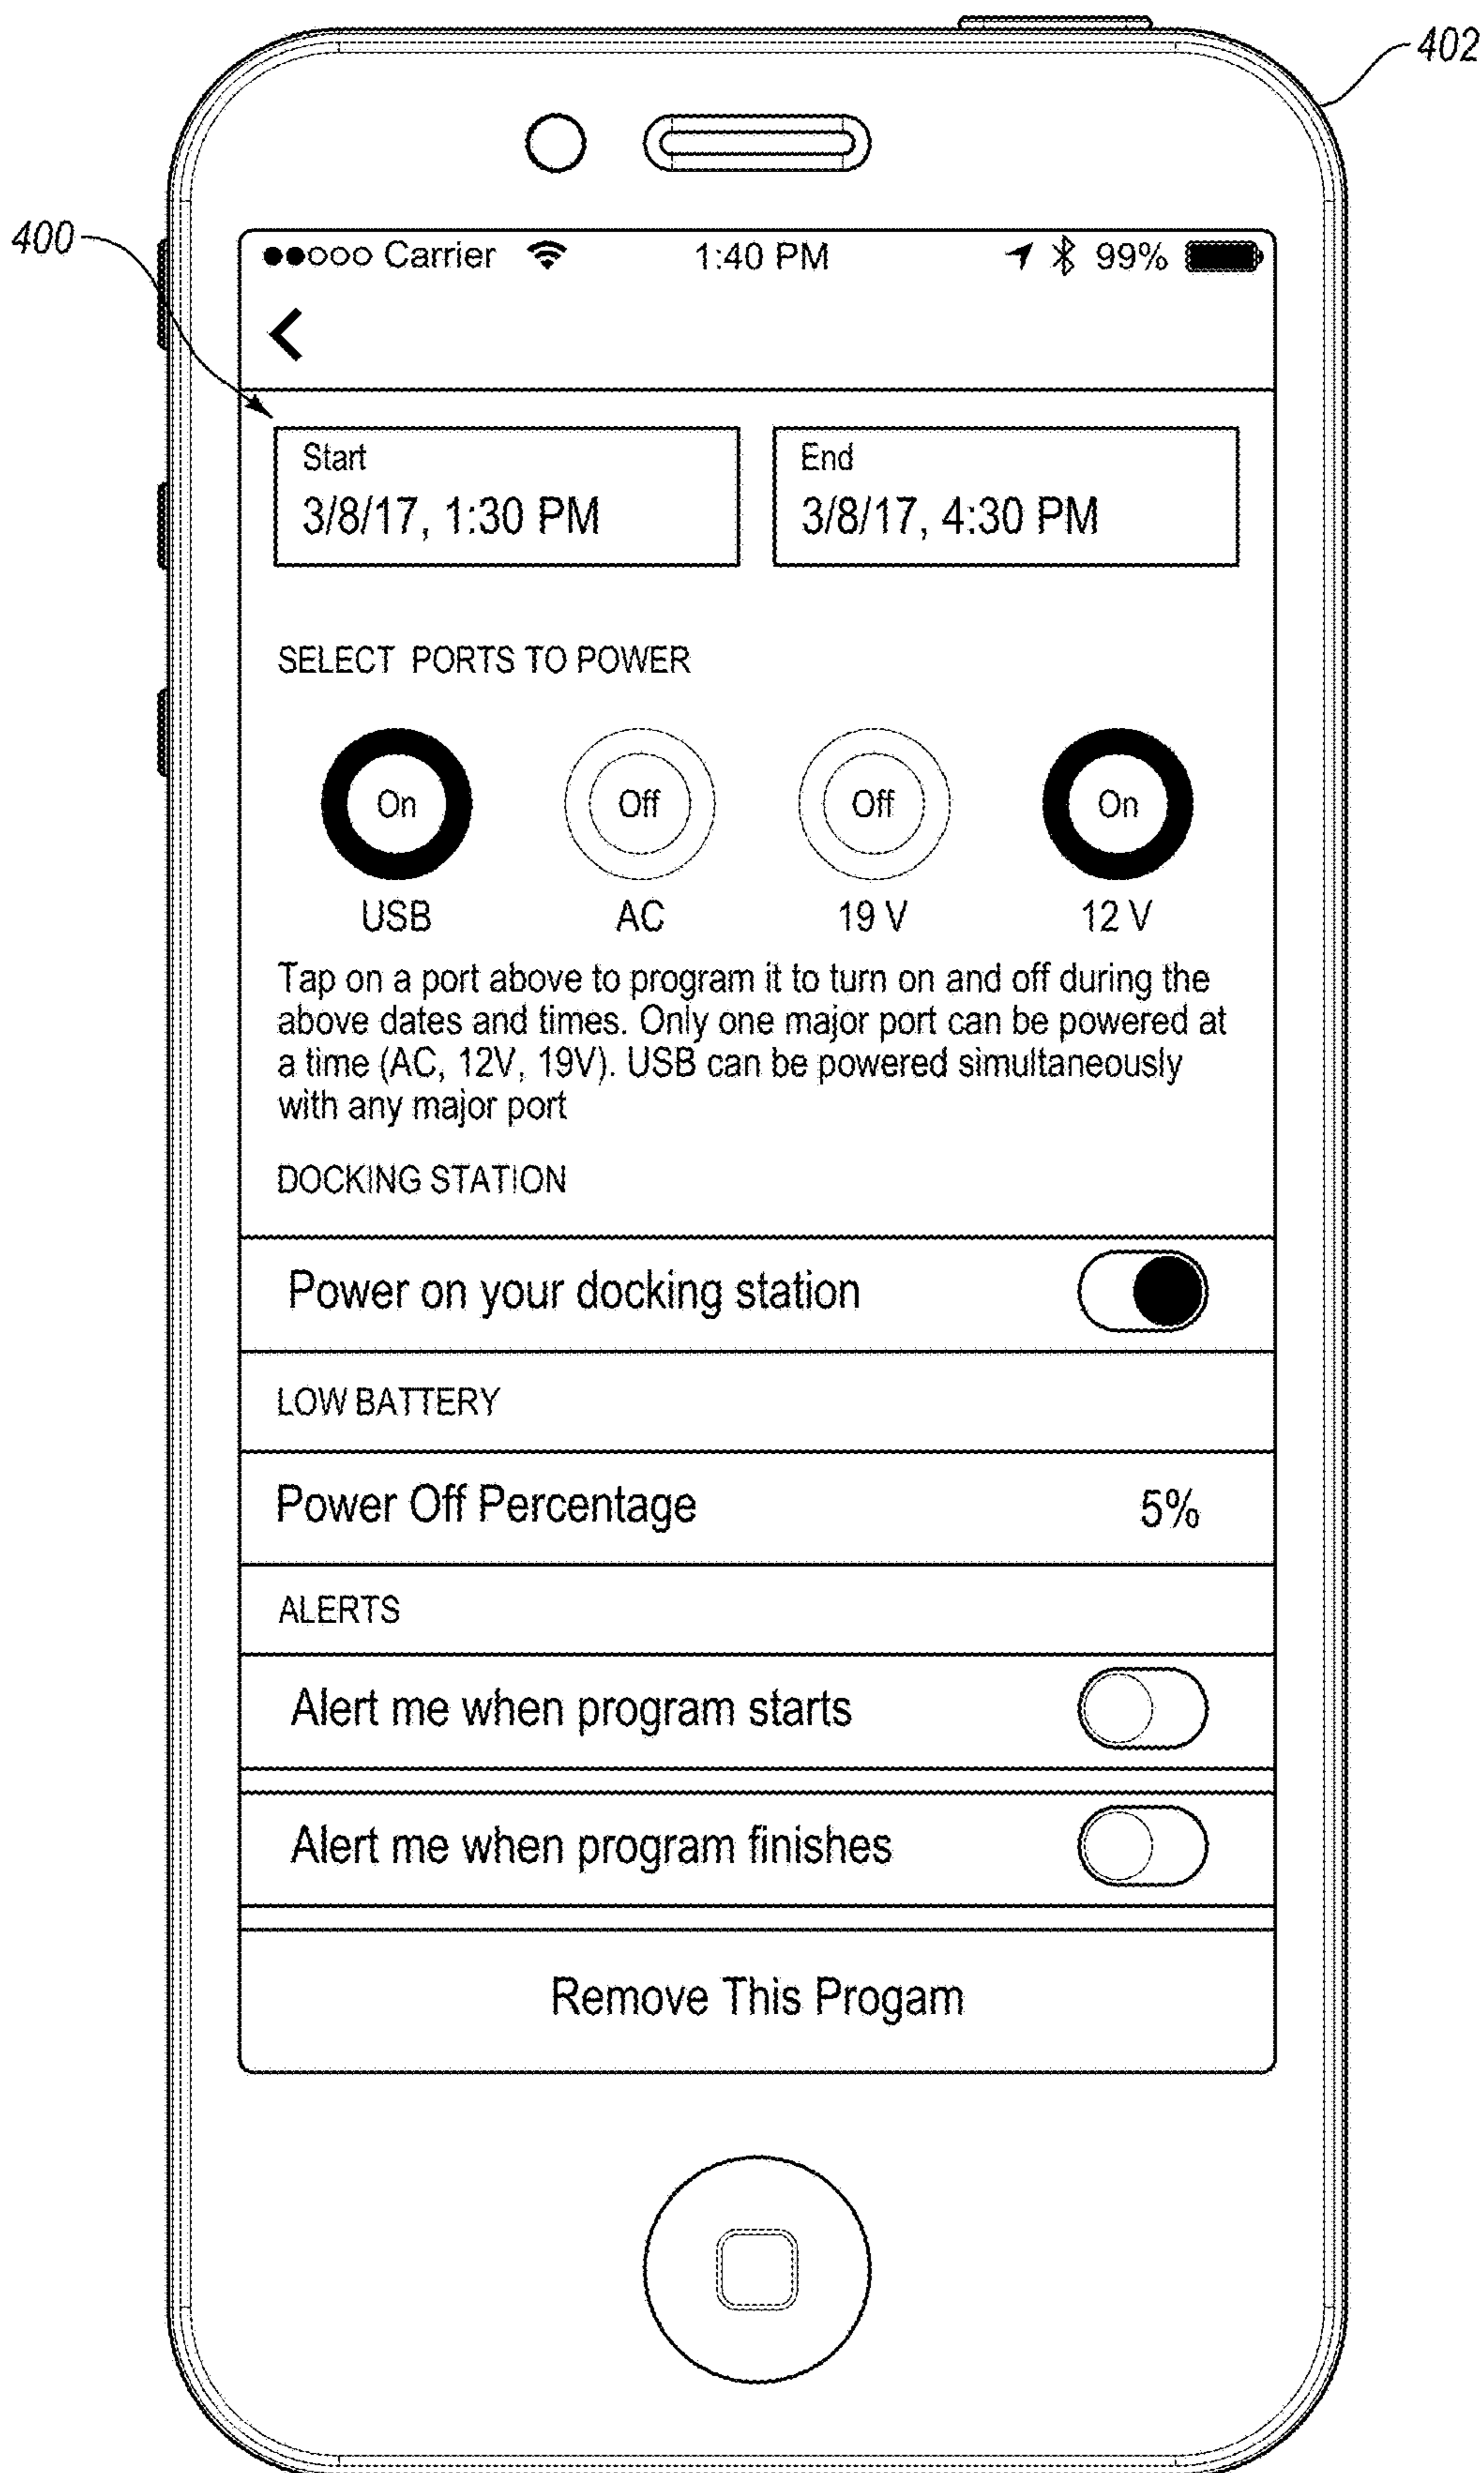 402
400
Carrier 1:40 PM 99%
Start
3/8/17, 1:30 PM
End
3/8/17, 4:30 PM
SELECT PORTS TO POWER
On Off Off On
USB AC 19 V 12 V
Tap on a port above to program it to turn on and off during the
above dates and times. Only one major port can be powered at
a time (AC, 12V, 19V). USB can be powered simultaneously
with any major port
DOCKING STATION
Power on your docking station
LOW BATTERY
Power Off Percentage 5%
ALERTS
Alert me when program starts
Alert me when program finishes
Remove This Progam